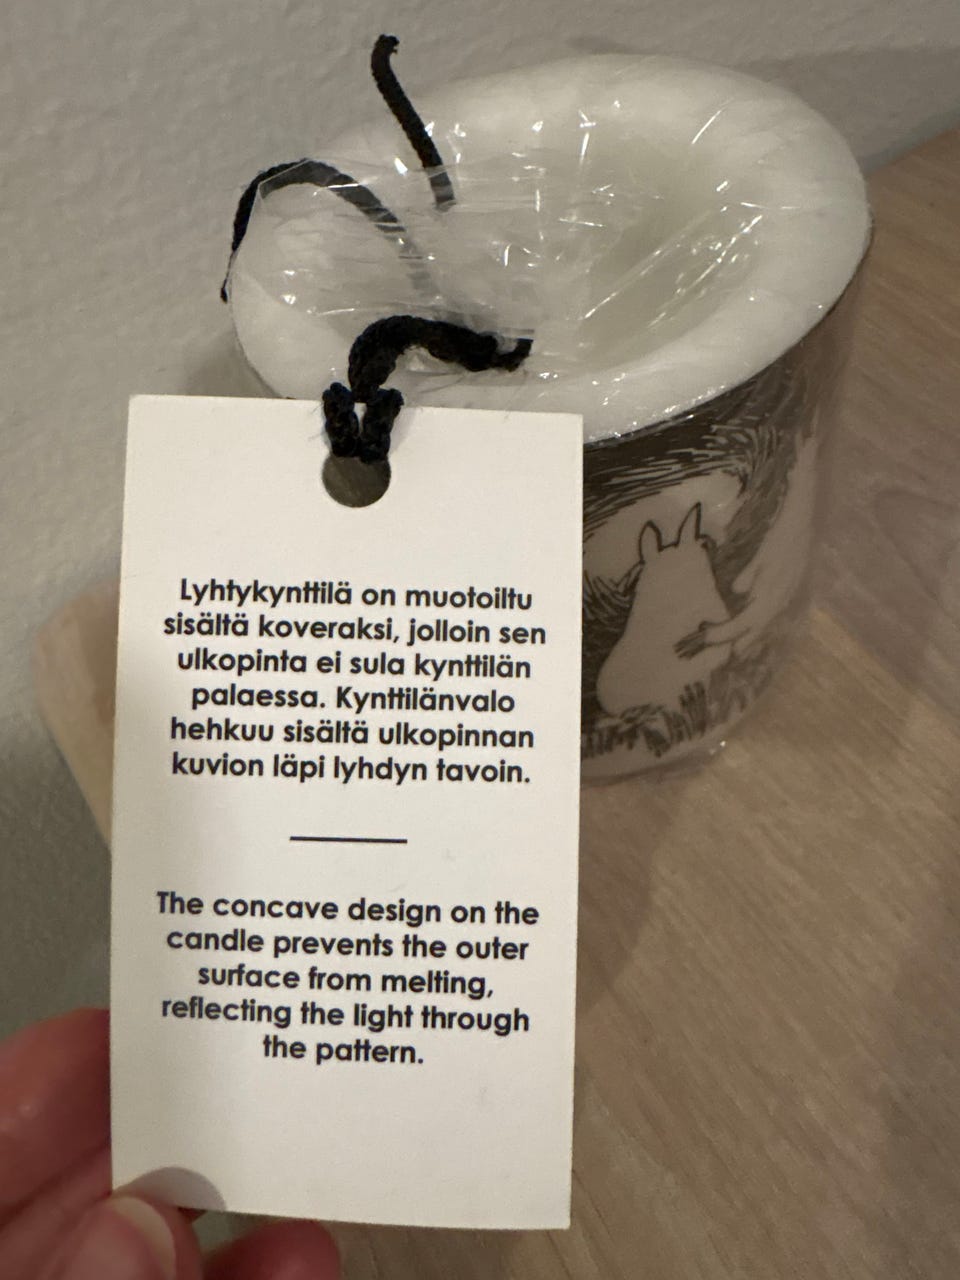 Lyhtykynttilä on muotoiltu
sisältä koveraksi, jolloin sen
ulkopinta ei sula kynttilän
palaessa. Kynttilänvalo
hehkuu sisältä ulkopinnan
kuvion läpi lyhdyn tavoin.
The concave design on the
candle prevents the outer
surface from melting,
reflecting the light through
the pattern.